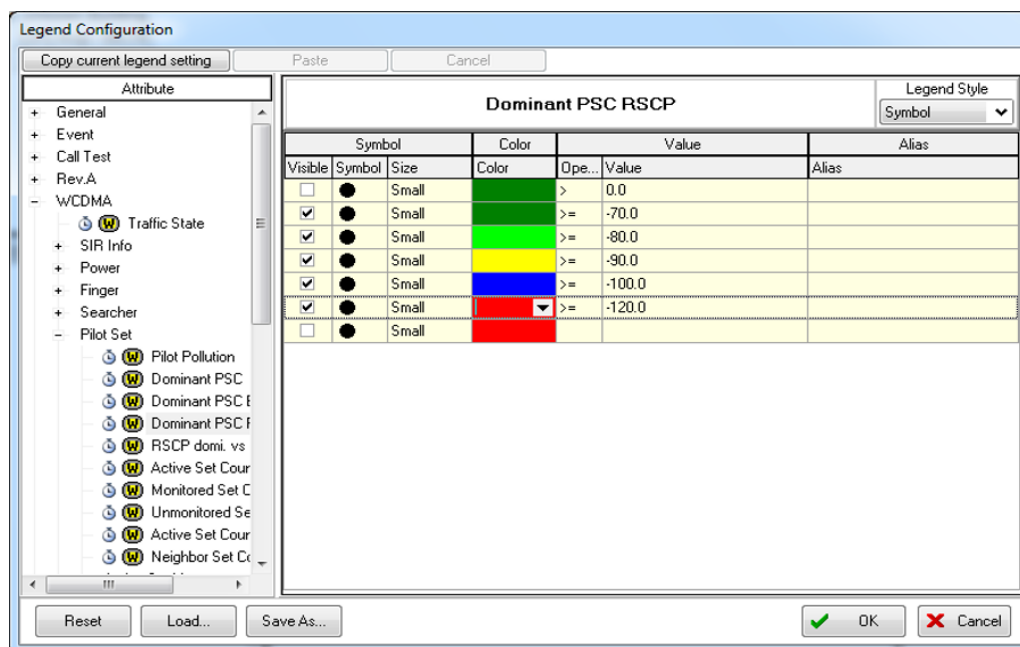 Legend Configuration
Copy current legend setting Paste Cancel
Attribute
+ General
+ Event
+ Call Test
+ Rev.A
- WCDMA
W Traffic State
+ SIR Info
+ Power
+ Finger
+ Searcher
- Pilot Set
W Pilot Pollution
W Dominant PSC
W Dominant PSC E
W Dominant PSC F
W RSCP domi. vs
W Active Set Cour
W Monitored Set C
W Unmonitored Se
W Active Set Cour
W Neighbor Set Co
Dominant PSC RSCP
Legend Style
Symbol
Symbol Color Value Alias
Visible Symbol Size Color Ope... Value Alias
Small > 0.0
Small >= -70.0
Small >= -80.0
Small >= -90.0
Small >= -100.0
Small >= -120.0
Small
Reset Load... Save As... OK Cancel